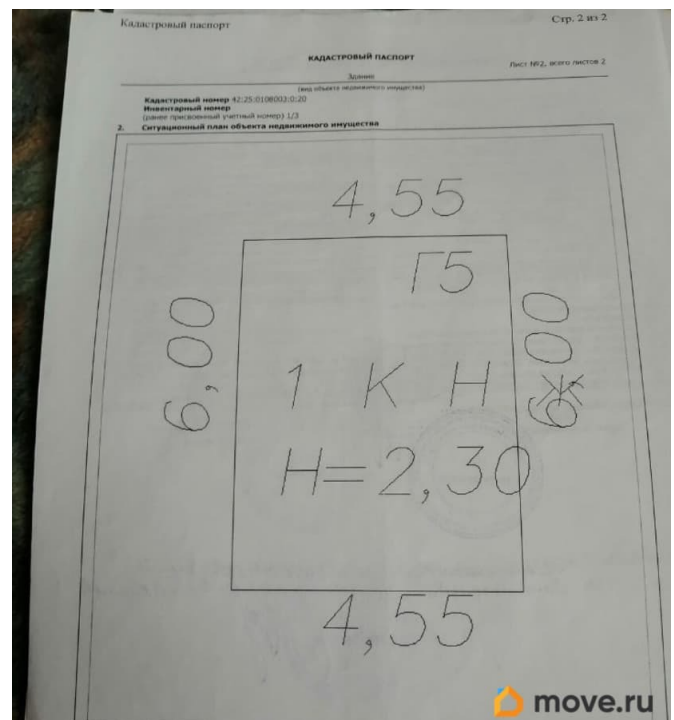 Кадастровый паспорт
Стр. 2 из 2
КАДАСТРОВЫЙ ПАСПОРТ
Лист №2, всего листов 2
Здание
(вид объекта недвижимого имущества)
Кадастровый номер 42:25:0108003:0:20
Инвентарный номер
(ранее присвоенный учетный номер) 1/3
2. Ситуационный план объекта недвижимого имущества
4,55
Г5
6,00
6,00
1 К Н Ж
Н=2,30
4,55
move.ru